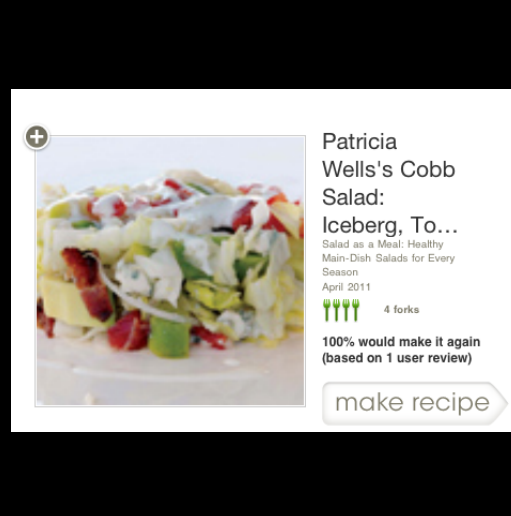 Patricia
Wells's Cobb
Salad:
Iceberg, To...
Salad as a Meal: Healthy
Main-Dish Salads for Every
Season
April 2011
4 forks
100% would make it again
(based on 1 user review)
make recipe